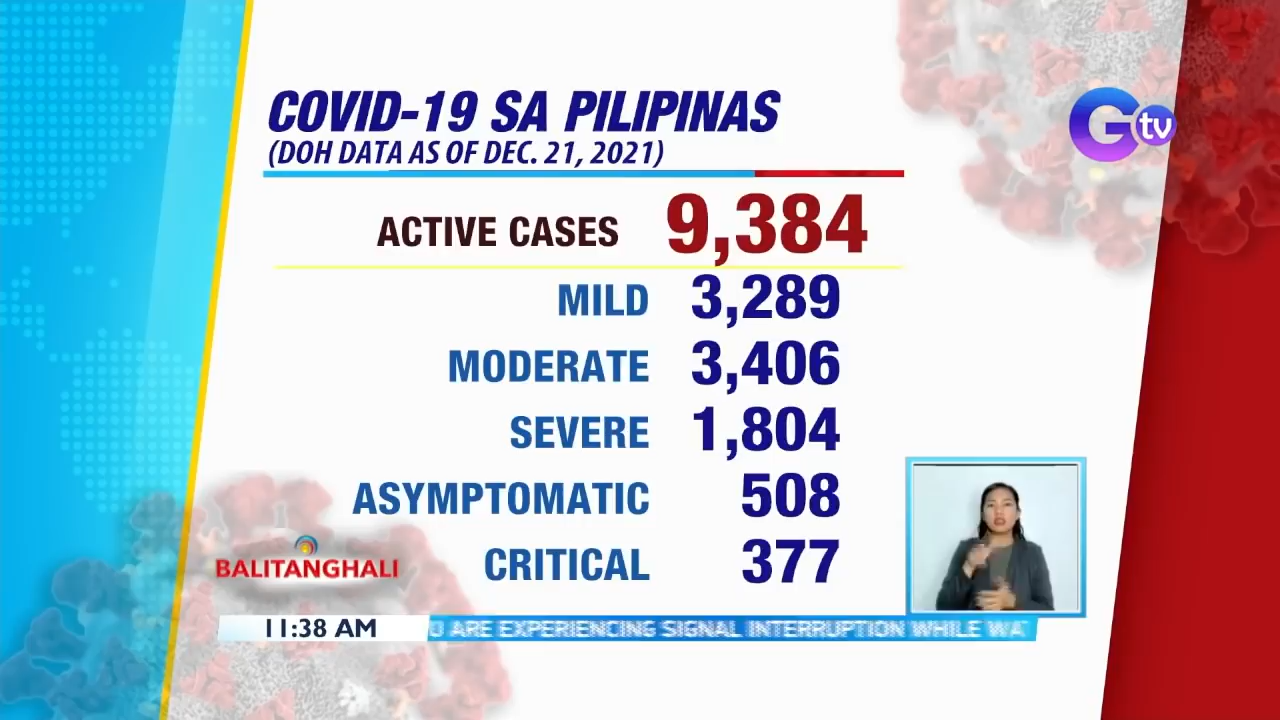 COVID-19 SA PILIPINAS
(DOH DATA AS OF DEC. 21, 2021)
Gtv
ACTIVE CASES 9,384
MILD 3,289
MODERATE 3,406
SEVERE 1,804
ASYMPTOMATIC 508
CRITICAL 377
BALITANGHALI
11:38 AM ARE EXPERIENCING SIGNAL INTERRUPTION WHILE